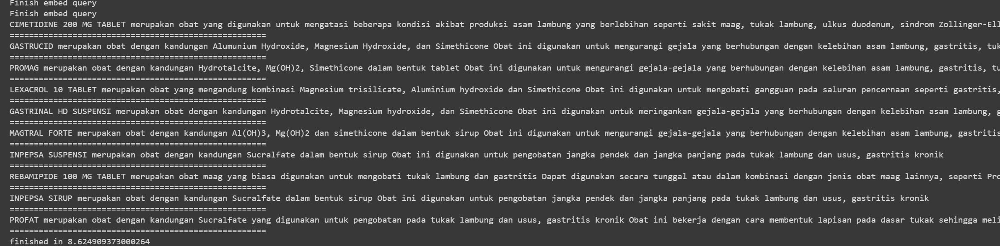 Finish embed query
Finish embed query
CIMETIDINE 200 MG TABLET merupakan obat yang digunakan untuk mengatasi beberapa kondisi akibat produksi asam lambung yang berlebihan seperti sakit maag, tukak lambung, ulkus duodenum, sindrom Zollinger-Ell
=====================================================
GASTRUCID merupakan obat dengan kandungan Alumunium Hydroxide, Magnesium Hydroxide, dan Simethicone Obat ini digunakan untuk mengurangi gejala yang berhubungan dengan kelebihan asam lambung, gastritis, tuk
=====================================================
PROMAG merupakan obat dengan kandungan Hydrotalcite, Mg(OH)2, Simethicone dalam bentuk tablet Obat ini digunakan untuk mengurangi gejala-gejala yang berhubungan dengan kelebihan asam lambung, gastritis, tu
=====================================================
LEXACROL 10 TABLET merupakan obat yang mengandung kombinasi Magnesium trisilicate, Aluminium hydroxide dan Simethicone Obat ini digunakan untuk mengobati gangguan pada saluran pencernaan seperti gastritis,
=====================================================
GASTRINAL HD SUSPENSI merupakan obat dengan kandungan Hydrotalcite, Magnesium hydroxide, dan Simethicone Obat ini digunakan untuk meringankan gejala-gejala yang berhubungan dengan kelebihan asam lambung, g
=====================================================
MAGTRAL FORTE merupakan obat dengan kandungan Al(OH)3, Mg(OH)2 dan simethicone dalam bentuk sirup Obat ini digunakan untuk mengurangi gejala-gejala yang berhubungan dengan kelebihan asam lambung, gastritis
=====================================================
INPEPSA SUSPENSI merupakan obat dengan kandungan Sucralfate dalam bentuk sirup Obat ini digunakan untuk pengobatan jangka pendek dan jangka panjang pada tukak lambung dan usus, gastritis kronik
=====================================================
REBAMIPIDE 100 MG TABLET merupakan obat maag yang biasa digunakan untuk mengobati tukak lambung dan gastritis Dapat digunakan secara tunggal atau dalam kombinasi dengan jenis obat maag lainnya, seperti Pro
=====================================================
INPEPSA SIRUP merupakan obat dengan kandungan Sucralfate dalam bentuk sirup Obat ini digunakan untuk pengobatan jangka pendek dan jangka panjang pada tukak lambung dan usus, gastritis kronik
=====================================================
PROFAT merupakan obat dengan kandungan Sucralfate yang digunakan untuk pengobatan pada tukak lambung dan usus, gastritis kronik Obat ini bekerja dengan cara membentuk lapisan pada dasar tukak sehingga meli
=====================================================
finished in 8.624909373000264